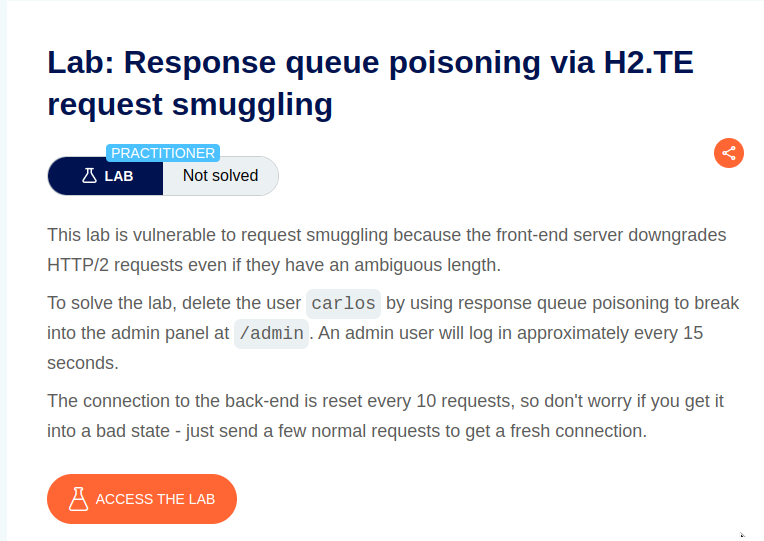 Lab: Response queue poisoning via H2.TE
request smuggling
PRACTITIONER
LAB
Not solved
This lab is vulnerable to request smuggling because the front-end server downgrades
HTTP/2 requests even if they have an ambiguous length.
To solve the lab, delete the user carlos by using response queue poisoning to break
into the admin panel at /admin. An admin user will log in approximately every 15
seconds.
The connection to the back-end is reset every 10 requests, so don't worry if you get it
into a bad state - just send a few normal requests to get a fresh connection.
ACCESS THE LAB